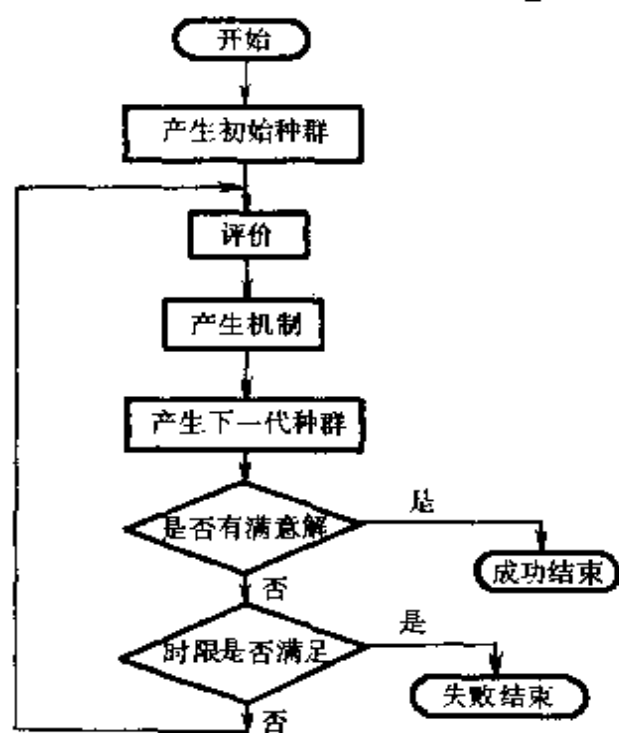 开始
产生初始种群
评价
产生机制
产生下一代种群
是否有满意解
是
成功结束
否
时限是否满足
是
失败结束
否